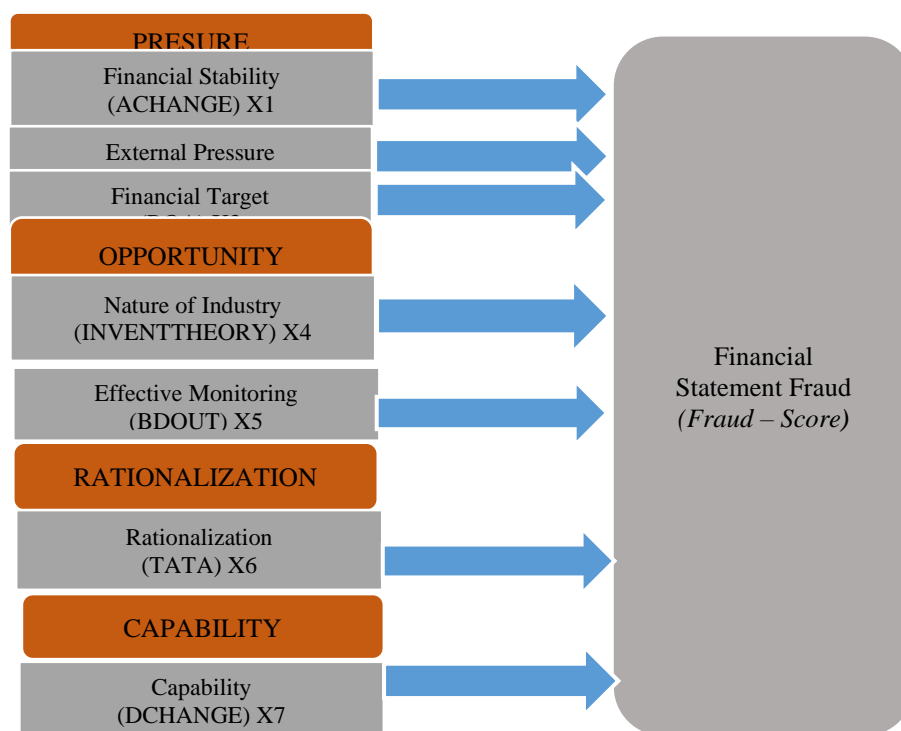 PRESURE
Financial Stability
(ACHANGE) X1
External Pressure
Financial Target
OPPORTUNITY
Nature of Industry
(INVENTTHEORY) X4
Effective Monitoring
(BDOUT) X5
RATIONALIZATION
Rationalization
(TATA) X6
CAPABILITY
Capability
(DCHANGE) X7
Financial
Statement Fraud
(Fraud – Score)